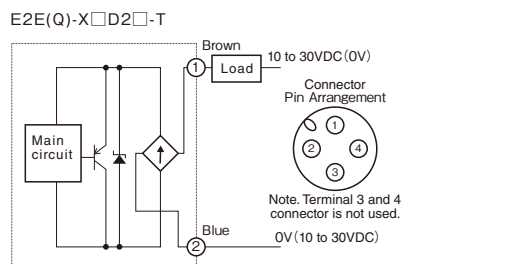 E2E(Q)-X□D2□-T
Brown
1
Load
10 to 30VDC(0V)
Connector
Pin Arrangement
Main
circuit
1
2
4
3
Note. Terminal 3 and 4
connector is not used.
Blue
2
0V(10 to 30VDC)